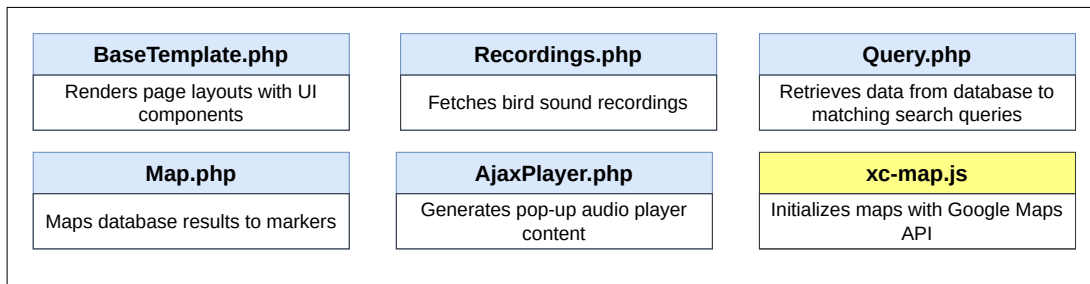 BaseTemplate.php
Renders page layouts with UI
components
Recordings.php
Fetches bird sound recordings
Query.php
Retrieves data from database to
matching search queries
Map.php
Maps database results to markers
AjaxPlayer.php
Generates pop-up audio player
content
xc-map.js
Initializes maps with Google Maps
API